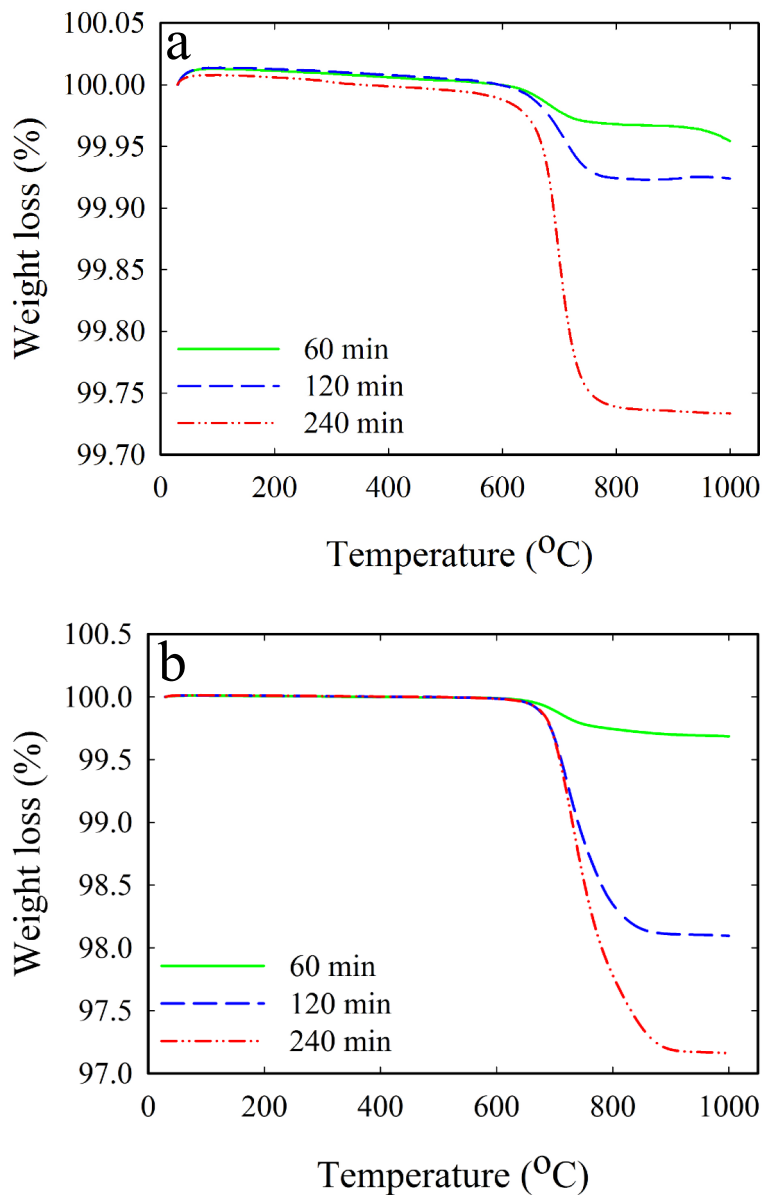 a
100.05
100.00
99.95
99.90
99.85
99.80
99.75
99.70
Weight loss (%)
60 min
120 min
240 min
0 200 400 600 800 1000
Temperature (°C)
b
100.5
100.0
99.5
99.0
98.5
98.0
97.5
97.0
Weight loss (%)
60 min
120 min
240 min
0 200 400 600 800 1000
Temperature (°C)